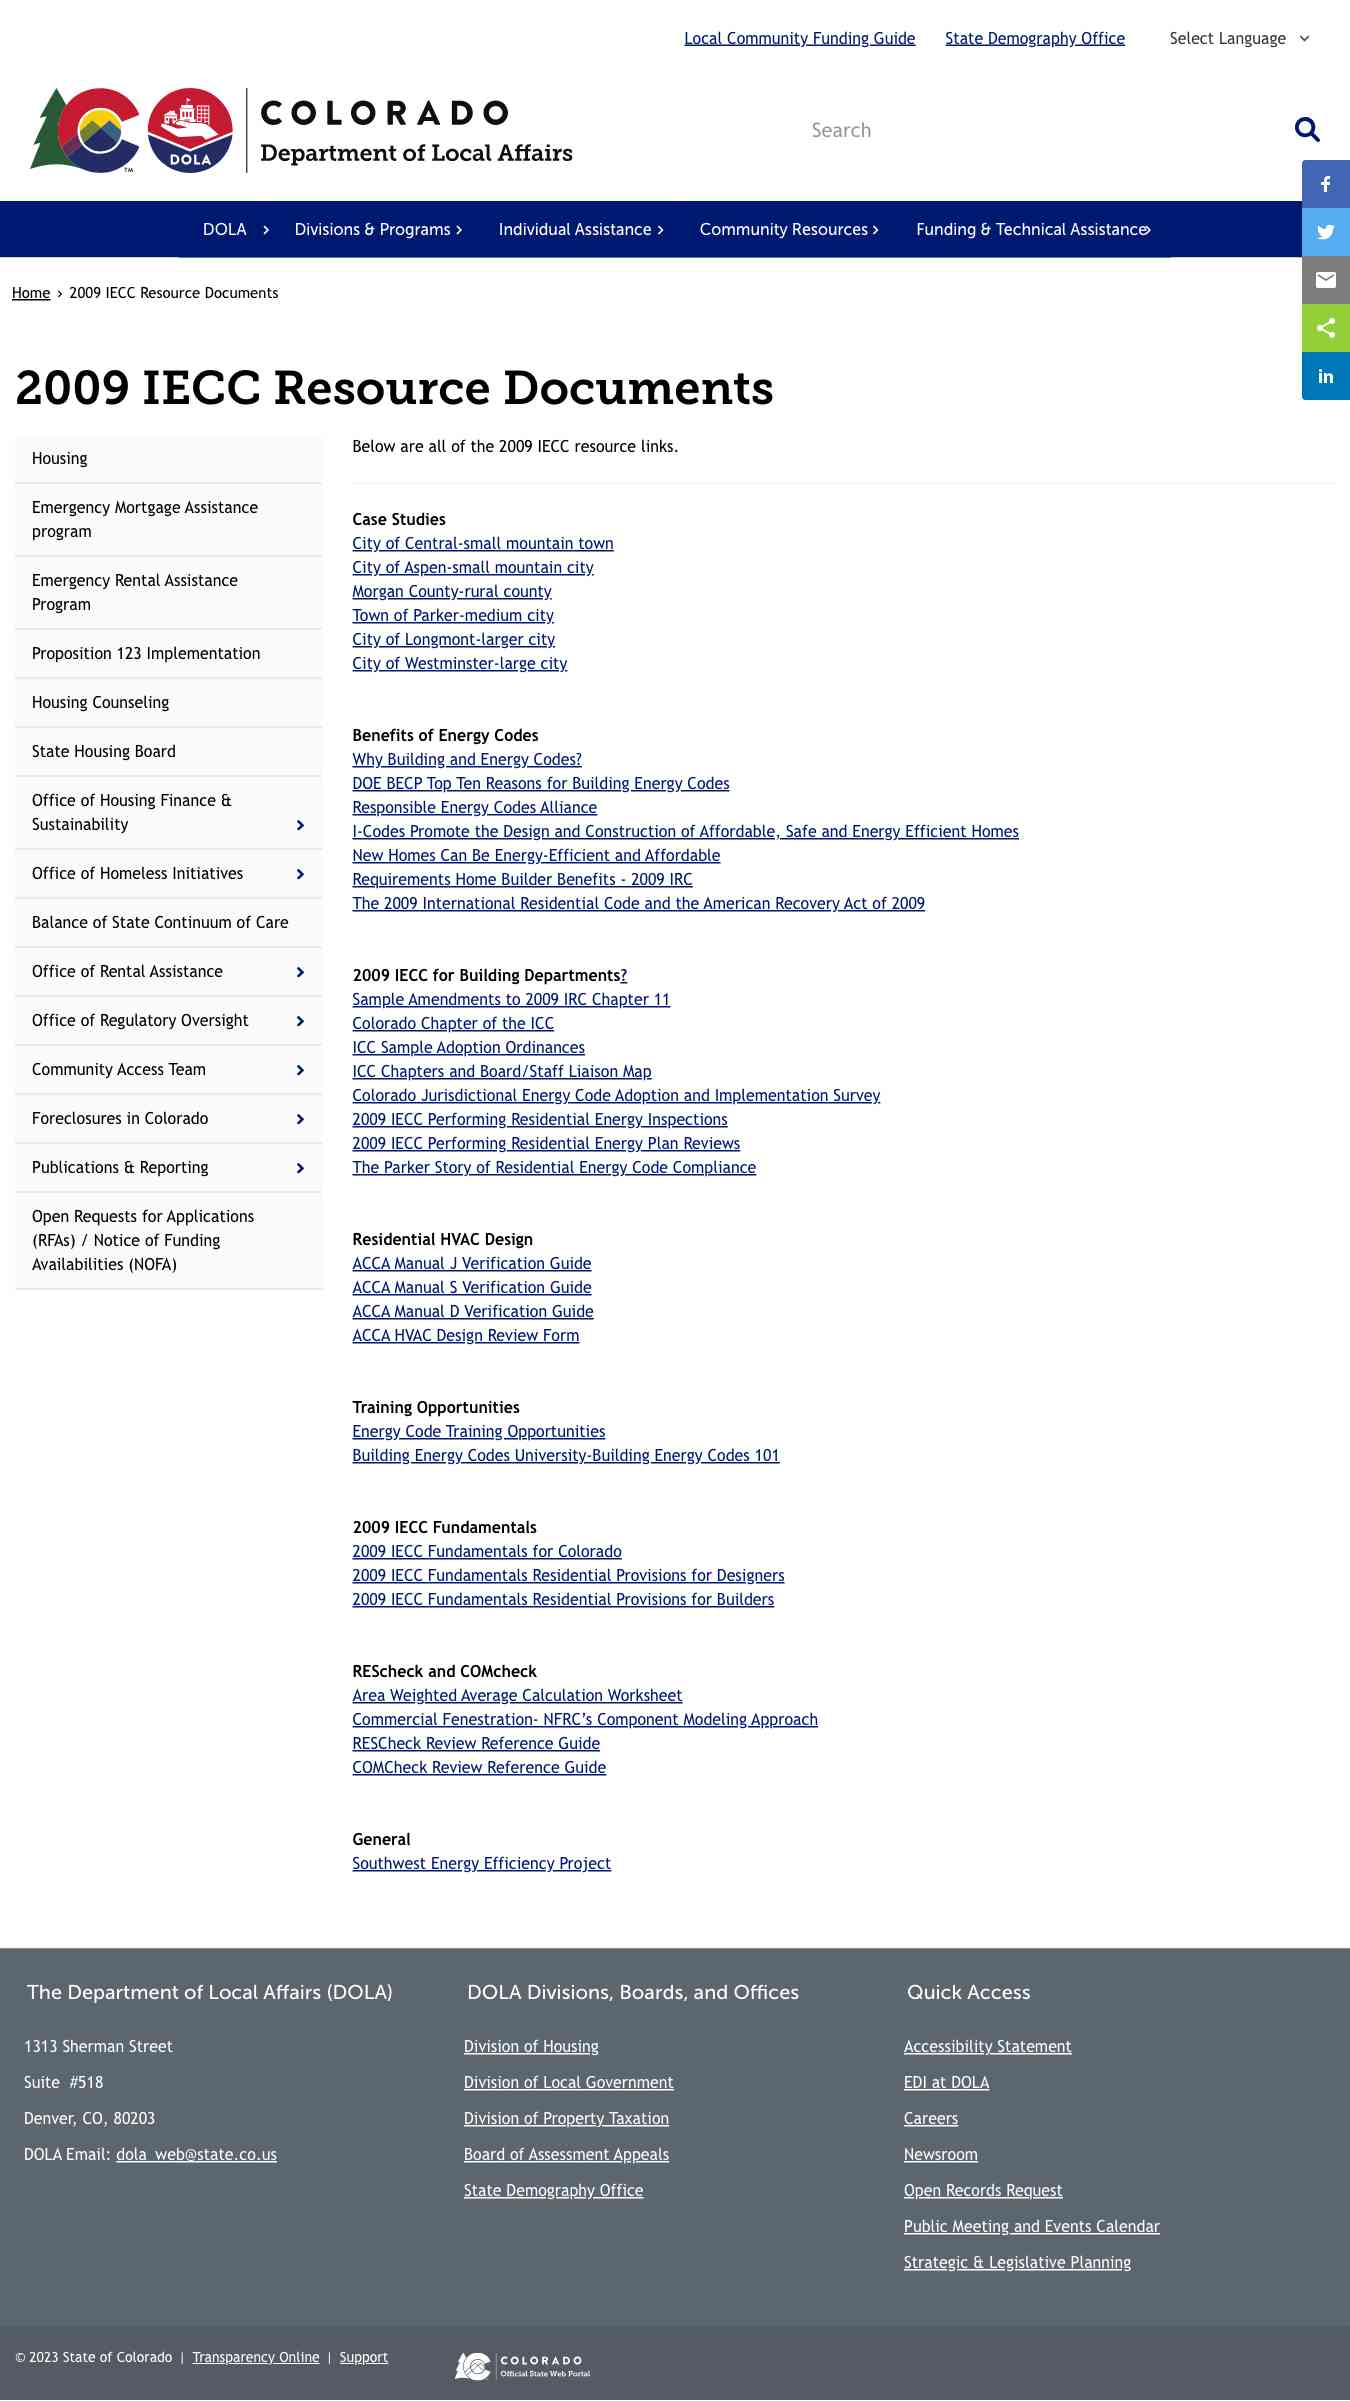 Local Community Funding Guide State Demography Office Select Language
COLORADO
Department of Local Affairs
DOLA
TM
Search
DOLA Divisions & Programs Individual Assistance Community Resources Funding & Technical Assistance
Home › 2009 IECC Resource Documents
2009 IECC Resource Documents
Housing
Emergency Mortgage Assistance
program
Emergency Rental Assistance
Program
Proposition 123 Implementation
Housing Counseling
State Housing Board
Office of Housing Finance &
Sustainability
Office of Homeless Initiatives
Balance of State Continuum of Care
Office of Rental Assistance
Office of Regulatory Oversight
Community Access Team
Foreclosures in Colorado
Publications & Reporting
Open Requests for Applications
(RFAs) / Notice of Funding
Availabilities (NOFA)
Below are all of the 2009 IECC resource links.
Case Studies
City of Central-small mountain town
City of Aspen-small mountain city
Morgan County-rural county
Town of Parker-medium city
City of Longmont-larger city
City of Westminster-large city
Benefits of Energy Codes
Why Building and Energy Codes?
DOE BECP Top Ten Reasons for Building Energy Codes
Responsible Energy Codes Alliance
I-Codes Promote the Design and Construction of Affordable, Safe and Energy Efficient Homes
New Homes Can Be Energy-Efficient and Affordable
Requirements Home Builder Benefits - 2009 IRC
The 2009 International Residential Code and the American Recovery Act of 2009
2009 IECC for Building Departments?
Sample Amendments to 2009 IRC Chapter 11
Colorado Chapter of the ICC
ICC Sample Adoption Ordinances
ICC Chapters and Board/Staff Liaison Map
Colorado Jurisdictional Energy Code Adoption and Implementation Survey
2009 IECC Performing Residential Energy Inspections
2009 IECC Performing Residential Energy Plan Reviews
The Parker Story of Residential Energy Code Compliance
Residential HVAC Design
ACCA Manual J Verification Guide
ACCA Manual S Verification Guide
ACCA Manual D Verification Guide
ACCA HVAC Design Review Form
Training Opportunities
Energy Code Training Opportunities
Building Energy Codes University-Building Energy Codes 101
2009 IECC Fundamentals
2009 IECC Fundamentals for Colorado
2009 IECC Fundamentals Residential Provisions for Designers
2009 IECC Fundamentals Residential Provisions for Builders
REScheck and COMcheck
Area Weighted Average Calculation Worksheet
Commercial Fenestration- NFRC's Component Modeling Approach
RESCheck Review Reference Guide
COMCheck Review Reference Guide
General
Southwest Energy Efficiency Project
The Department of Local Affairs (DOLA)
1313 Sherman Street
Suite #518
Denver, CO, 80203
DOLA Email: dola_web@state.co.us
DOLA Divisions, Boards, and Offices
Division of Housing
Division of Local Government
Division of Property Taxation
Board of Assessment Appeals
State Demography Office
Quick Access
Accessibility Statement
EDI at DOLA
Careers
Newsroom
Open Records Request
Public Meeting and Events Calendar
Strategic & Legislative Planning
© 2023 State of Colorado | Transparency Online | Support
COLORADO
Official State Web Portal